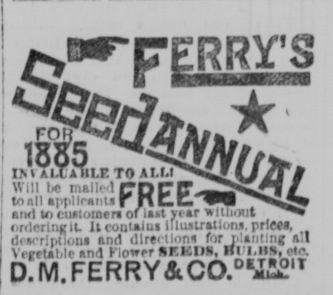 FERRY'S
Seed ANNUAL
FOR
1885
INVALUABLE TO ALL!
Will be mailed
to all applicants FREE
and to customers of last year without
ordering it. It contains illustrations, prices,
descriptions and directions for planting all
Vegetable and Flower SEEDS, BULBS, etc.
D.M. FERRY & CO. DETROIT
Mich.